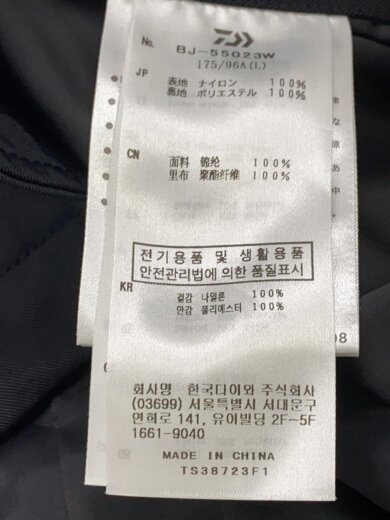 No. BJ-55023W
175/96A(L)
JP
表地 ナイロン 100%
裏地 ポリエステル 100%
CN
面料 锦纶 100%
里布 聚酯纤维 100%
전기용품 및 생활용품
안전관리법에 의한 품질표시
KR
겉감 나일론 100%
안감 폴리에스터 100%
회사명 한국다이와 주식회사
(03699) 서울특별시 서대문구
연희로 141, 유이빌딩 2F~5F
1661-9040
MADE IN CHINA
TS38723F1